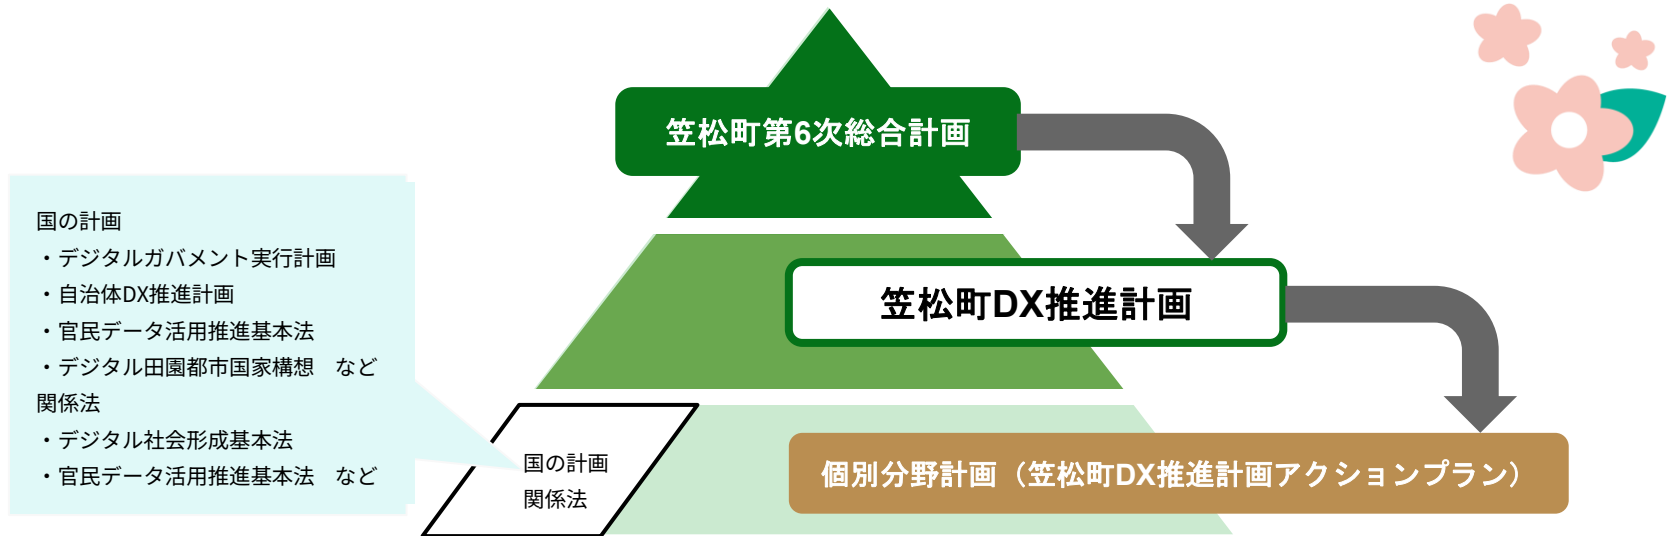 笠松町第6次総合計画
国の計画
・デジタルガバメント実行計画
・自治体DX推進計画
・官民データ活用推進基本法
・デジタル田園都市国家構想　など
関係法
・デジタル社会形成基本法
・官民データ活用推進基本法　など
笠松町DX推進計画
国の計画
関係法
個別分野計画（笠松町DX推進計画アクションプラン）